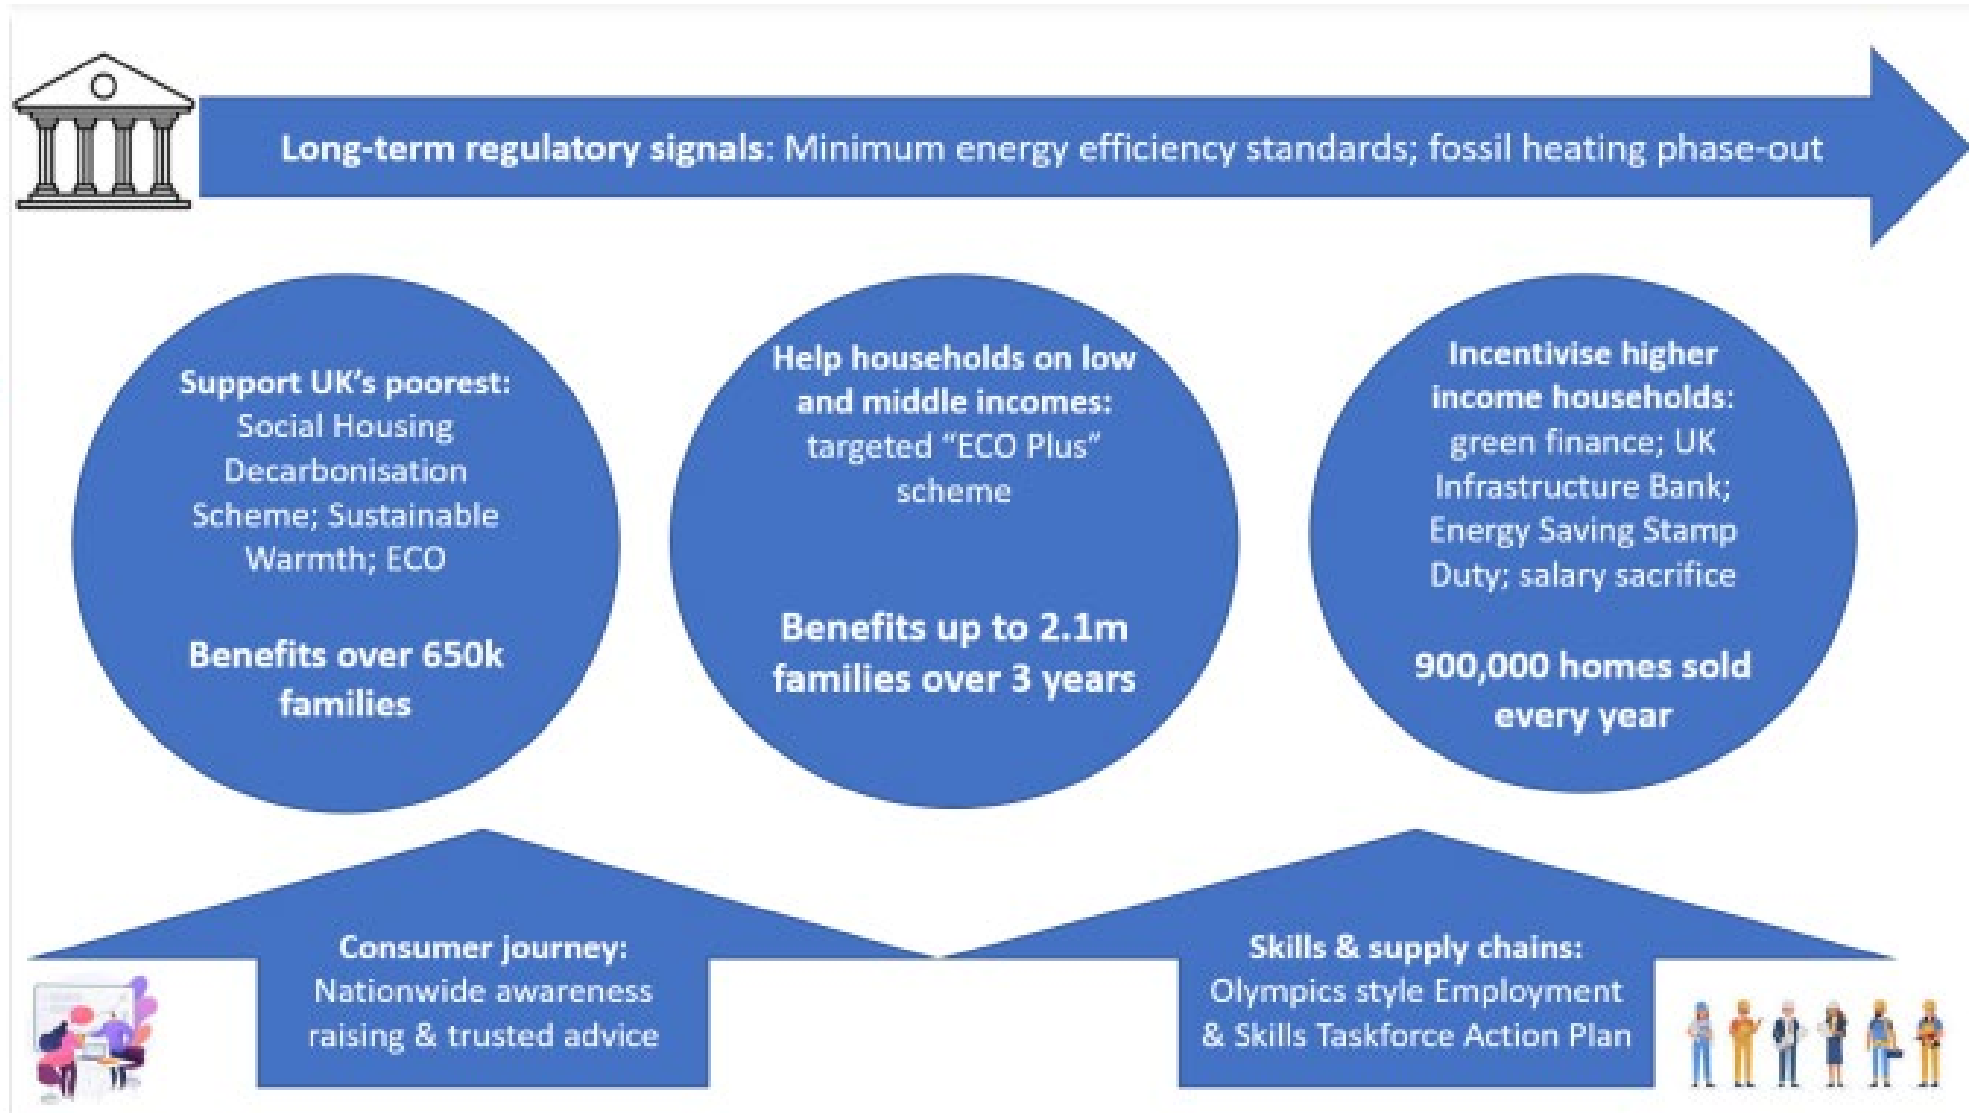 Long-term regulatory signals: Minimum energy efficiency standards; fossil heating phase-out
Support UK’s poorest:
Social Housing
Decarbonisation
Scheme; Sustainable
Warmth; ECO
Benefits over 650k
families
Help households on low
and middle incomes:
targeted “ECO Plus”
scheme
Benefits up to 2.1m
families over 3 years
Incentivise higher
income households:
green finance; UK
Infrastructure Bank;
Energy Saving Stamp
Duty; salary sacrifice
900,000 homes sold
every year
Consumer journey:
Nationwide awareness
raising & trusted advice
Skills & supply chains:
Olympics style Employment
& Skills Taskforce Action Plan